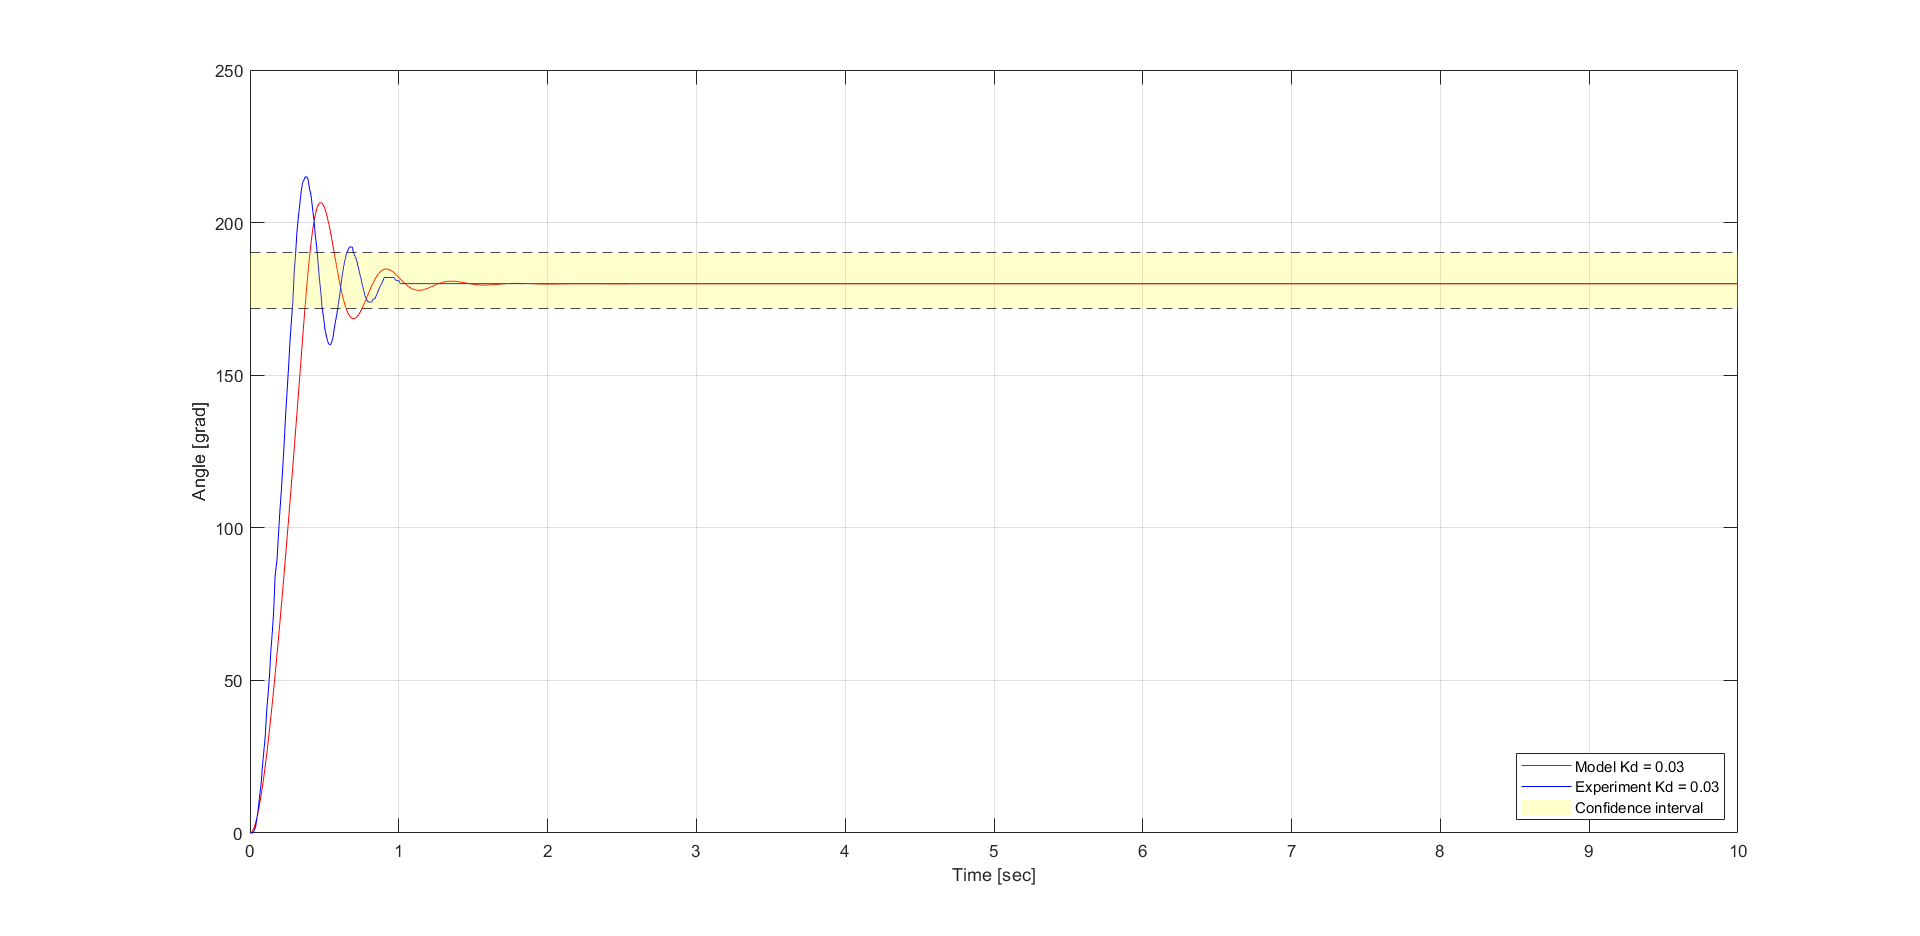 250
200
150
100
50
0
Angle [grad]
0 1 2 3 4 5 6 7 8 9 10
Time [sec]
Model Kd = 0.03
Experiment Kd = 0.03
Confidence interval